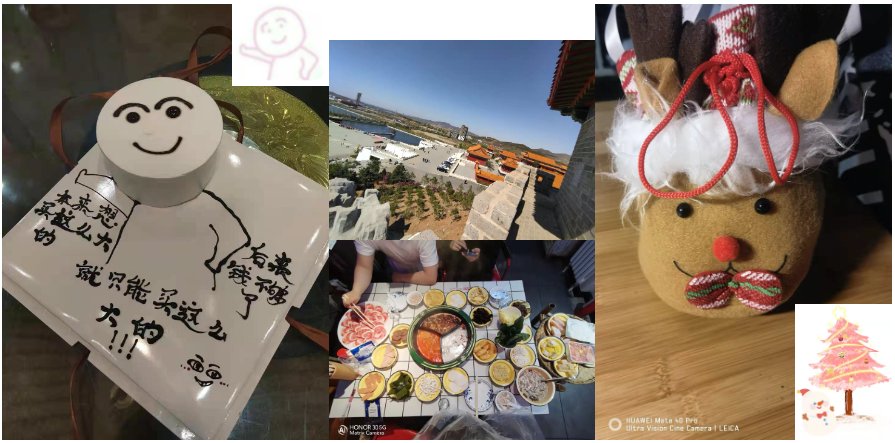 本来想
买这么大
的
后来
钱不够
了
就只能买这么
大的
!!!
HONOR 30 5G
Matrix Camera
HUAWEI Mate 40 Pro
Ultra Vision Cine Camera | LEICA